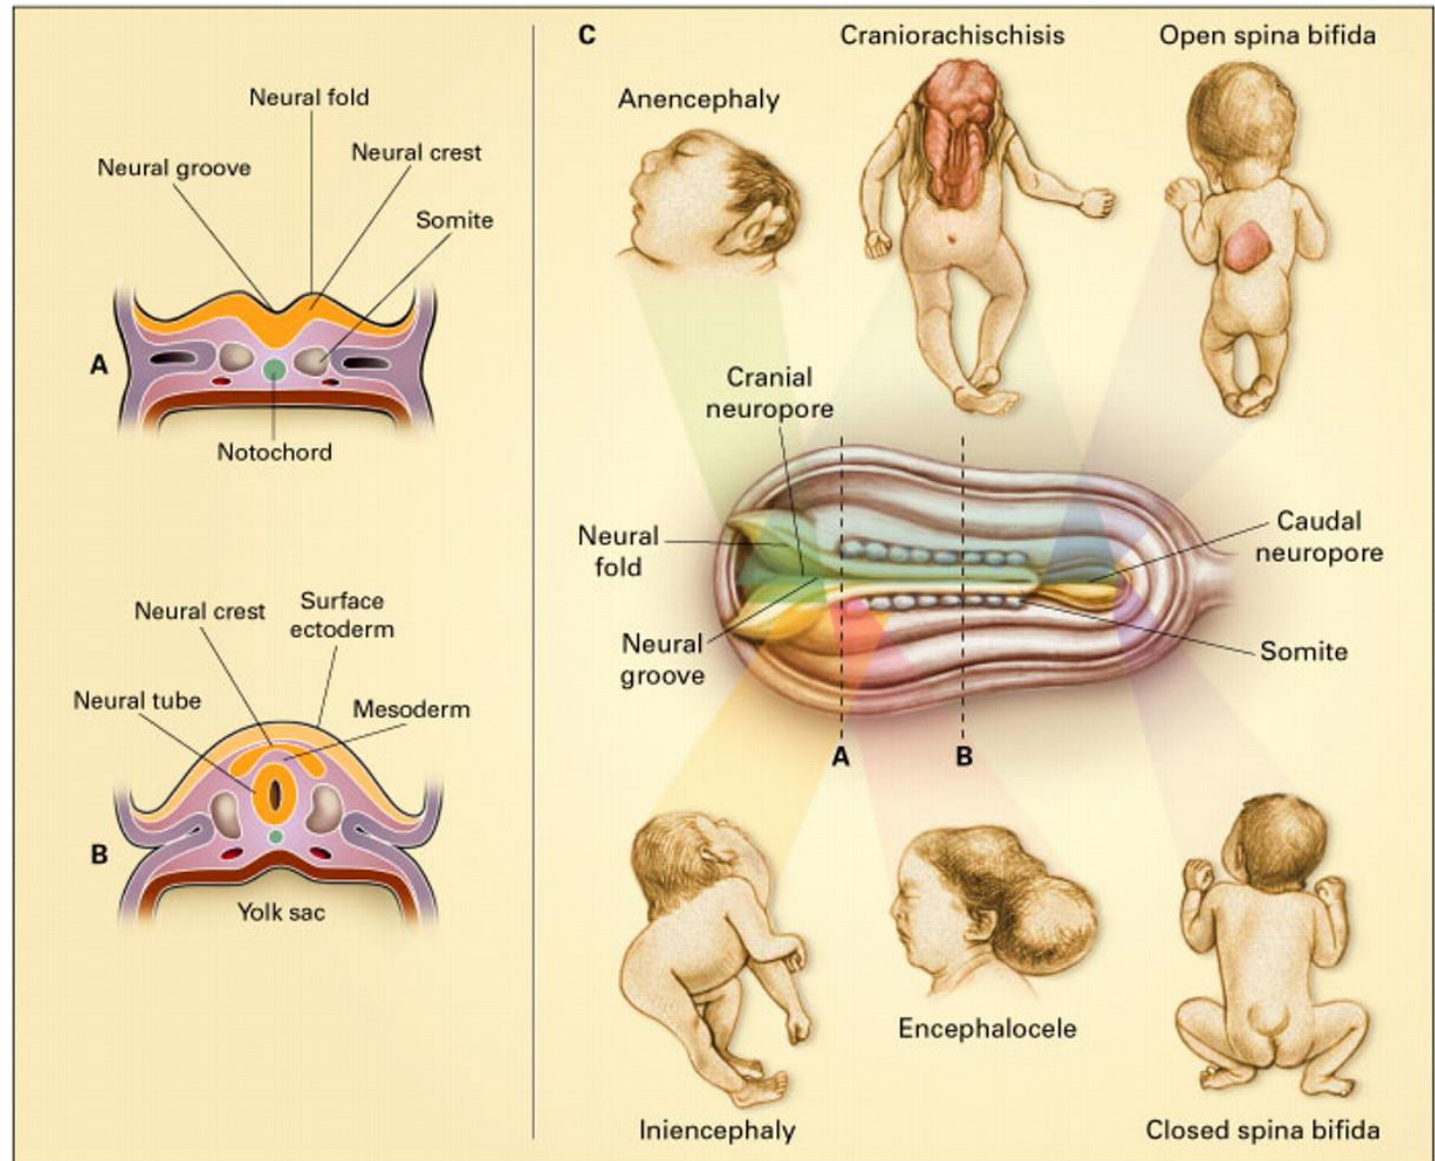 Neural fold
Neural groove
Neural crest
Somite
A
Notochord
Neural crest
Surface
ectoderm
Neural tube
Mesoderm
B
Yolk sac
C
Craniorachischisis
Open spina bifida
Anencephaly
Cranial
neuropore
Neural
fold
Caudal
neuropore
Neural
groove
Somite
A
B
Encephalocele
Iniencephaly
Closed spina bifida